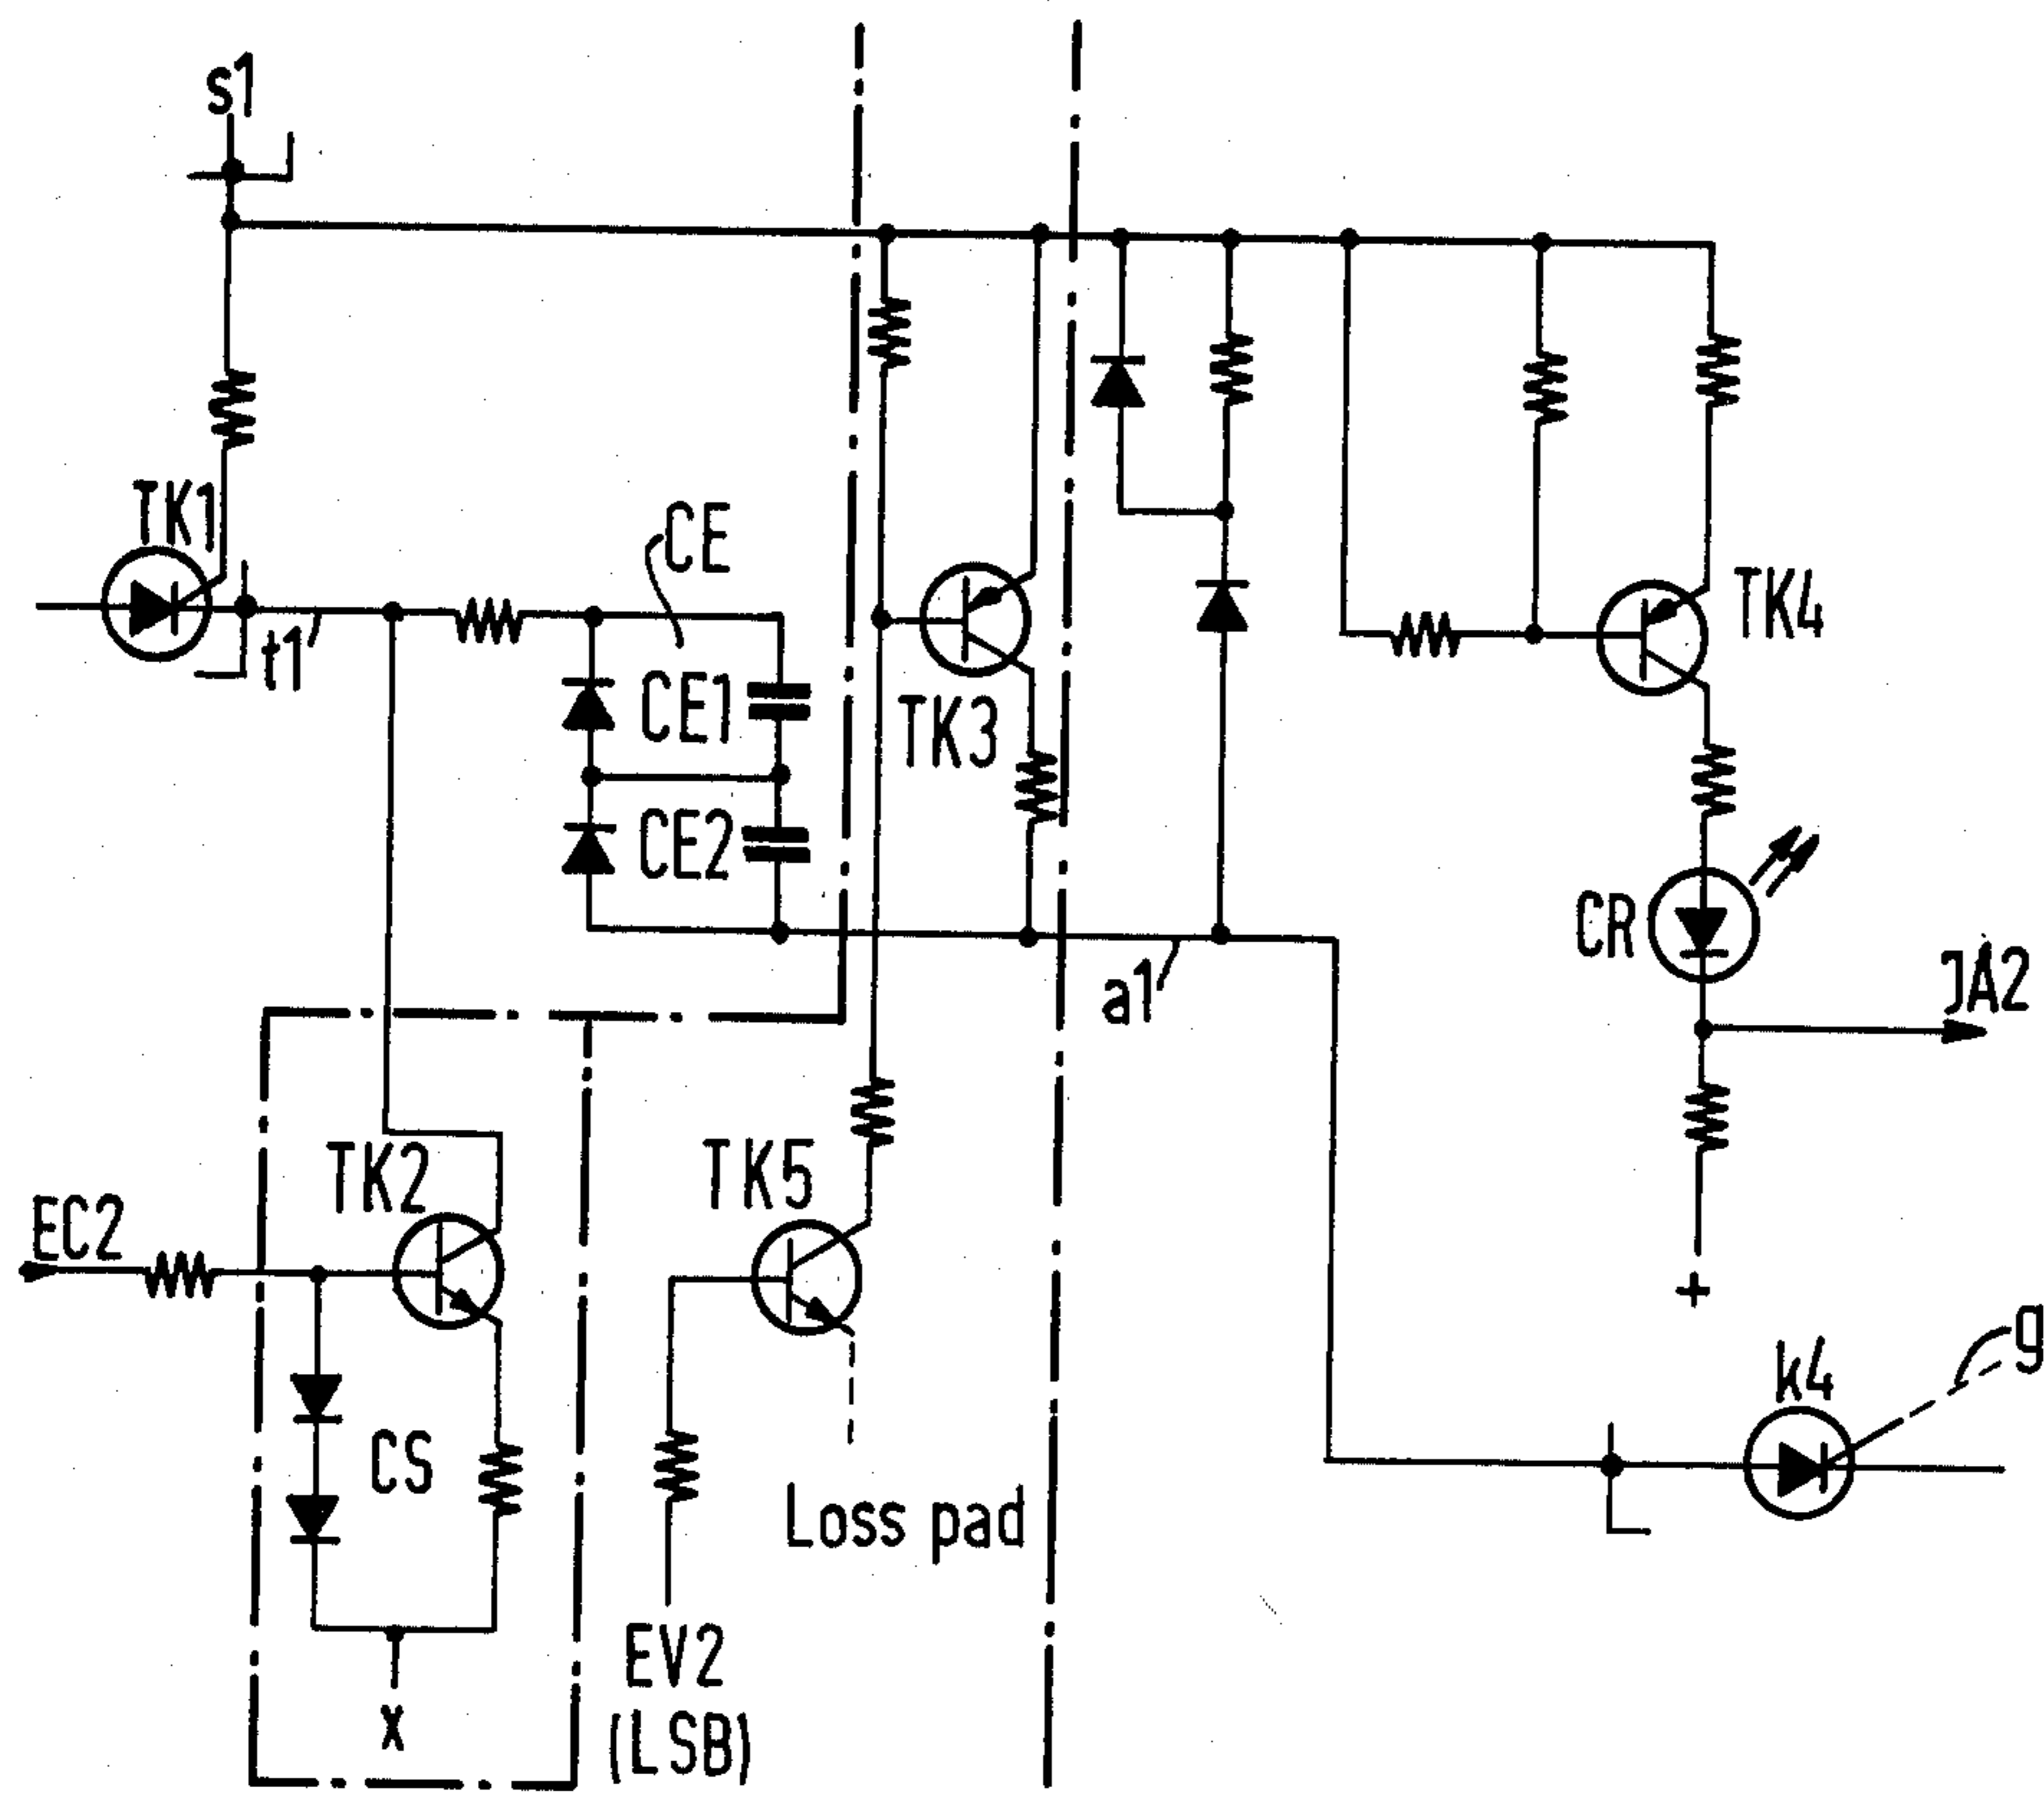 s1
TK1
CE
t1
CE1
TK3
TK4
CE2
CR
JA2
a1
TK2
TK5
EC2
+
k4
g
CS
Loss pad
EV2
(LSB)
x